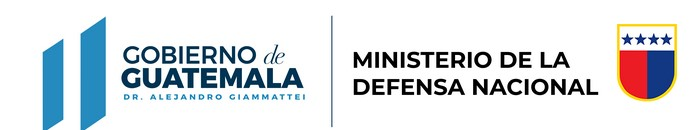 GOBIERNO de
GUATEMALA
DR. ALEJANDRO GIAMMATTEI
MINISTERIO DE LA
DEFENSA NACIONAL